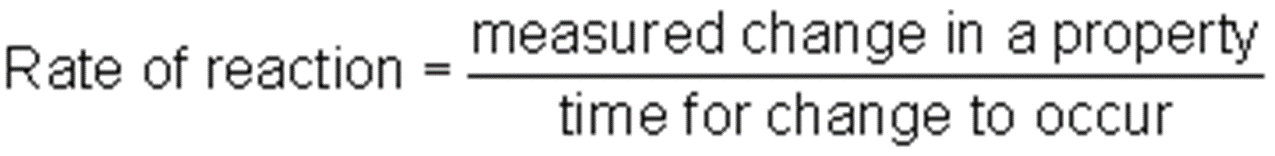 Rate of reaction = measured change in a property
time for change to occur